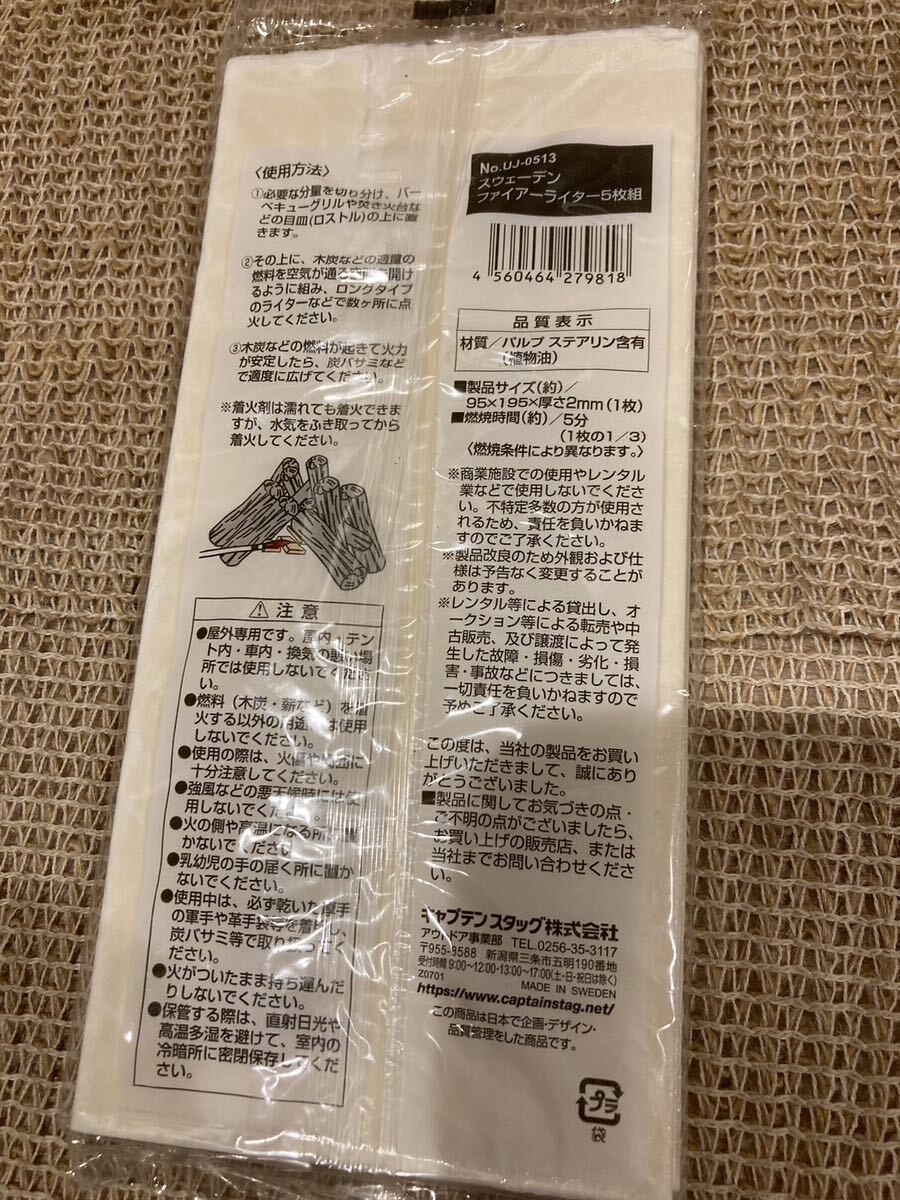 〈使用方法〉
①必要な分量を切り分け、バー
ベキューグリルや焚き火台な
どの目皿(ロストル)の上に置
きます。
②その上に、木炭などの適量の
燃料を空気が通る を開け
るように組み、ロングタイプ
のライターなどで数ヶ所に点
火してください。
③木炭などの燃料が起きて火力
が安定したら、炭バサミなど
で適度に広げてください。
※着火剤は濡れても着火できま
すが、水気をふき取ってから
着火してください。
⚠ 注意
●屋外専用です。屋内・テント
内・車内・換気の悪い場
所では使用しないでくださ
い。
●燃料(木炭・薪など)を着
火する以外の用途には使用
しないでください。
●使用の際は、火傷や周囲に
十分注意してください。
●強風などの悪天候時には使
用しないでください。
●火の側や高温になる所に置
かないでください
●乳幼児の手の届く所に置か
ないでください。
●使用中は、必ず乾いた厚手
の軍手や革手袋等を着用し、
炭バサミ等で取り扱ってく
ださい。
●火がついたまま持ち運んだ
りしないでください。
●保管する際は、直射日光や
高温多湿を避けて、室内の
冷暗所に密閉保存してくだ
さい。
No.UJ-0513
スウェーデン
ファイアーライター5枚組
4 560464 279818
品質表示
材質/パルプ ステアリン含有
(植物油)
■製品サイズ(約)/
95×195×厚さ2mm(1枚)
■燃焼時間(約)/5分
(1枚の1/3)
〈燃焼条件により異なります。〉
※商業施設での使用やレンタル
業などで使用しないでくださ
い。不特定多数の方が使用さ
れるため、責任を負いかねま
すのでご了承ください。
※製品改良のため外観および仕
様は予告なく変更することが
あります。
※レンタル等による貸出し、オ
ークション等による転売や中
古販売、及び譲渡によって発
生した故障・損傷・劣化・損
害・事故などにつきましては、
一切責任を負いかねますので
予めご了承ください。
この度は、当社の製品をお買い
上げいただきまして、誠にあり
がとうございました。
■製品に関してお気づきの点・
ご不明の点がございましたら、
お買い上げの販売店、または
当社までお問い合わせくださ
い。
キャプテンスタッグ株式会社
アウトドア事業部 TEL.0256-35-3117
〒955-8588 新潟県三条市五明190番地
受付時間9:00~12:00・13:00~17:00(土・日・祝日は除く)
Z0701 MADE IN SWEDEN
https://www.captainstag.net/
この商品は日本で企画・デザイン・
品質管理をした商品です。
プラ
袋